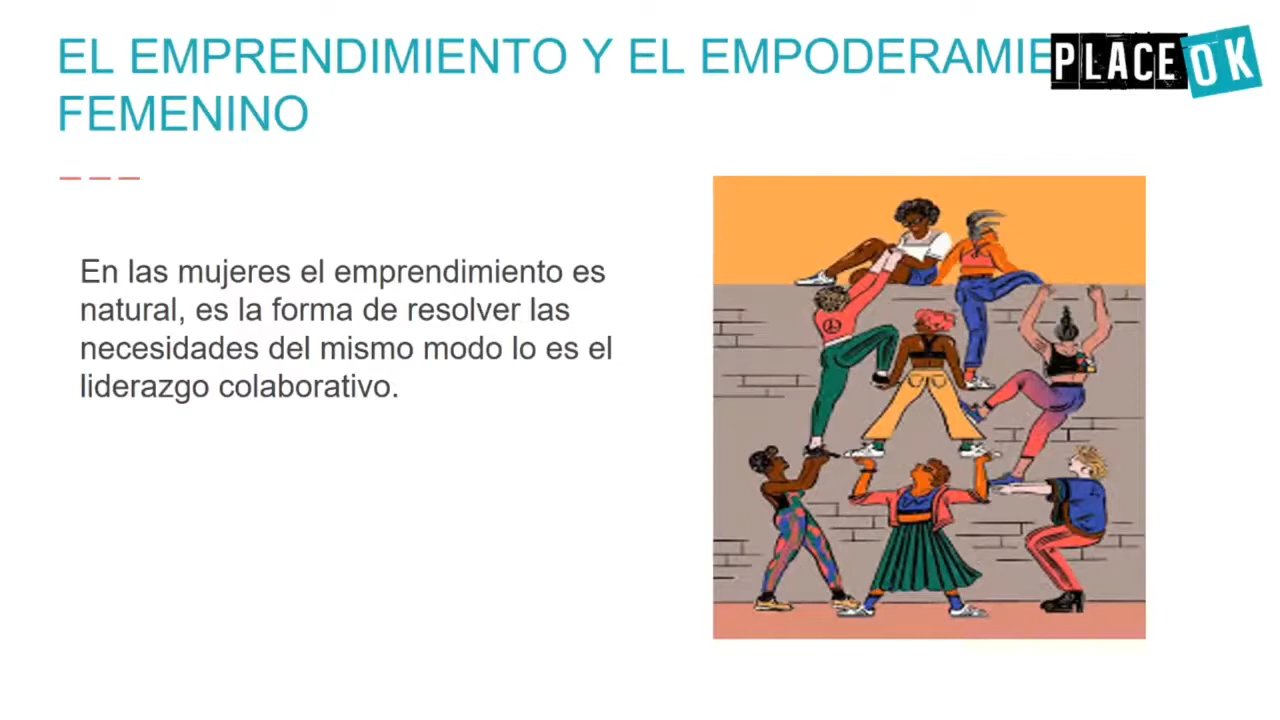 EL EMPRENDIMIENTO Y EL
FEMENINO
PLACE OK
En las mujeres el emprendimiento es
natural, es la forma de resolver las
necesidades del mismo modo lo es el
liderazgo colaborativo.